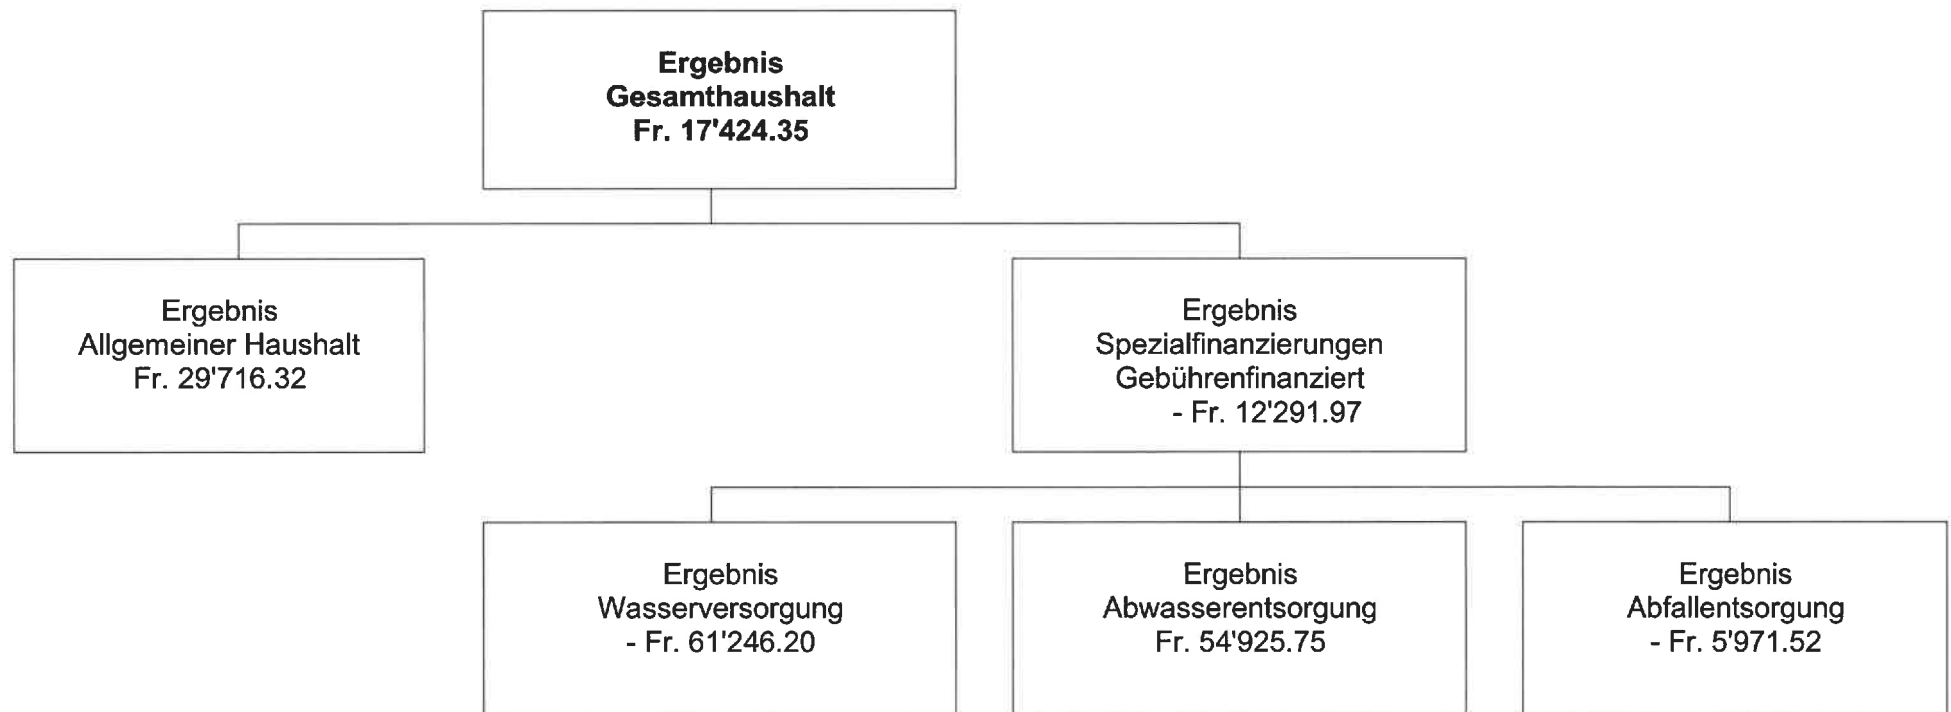 Ergebnis
Gesamthaushalt
Fr. 17'424.35
Ergebnis
Allgemeiner Haushalt
Fr. 29'716.32
Ergebnis
Spezialfinanzierungen
Gebührenfinanziert
- Fr. 12'291.97
Ergebnis
Wasserversorgung
- Fr. 61'246.20
Ergebnis
Abwasserentsorgung
Fr. 54'925.75
Ergebnis
Abfallentsorgung
- Fr. 5'971.52